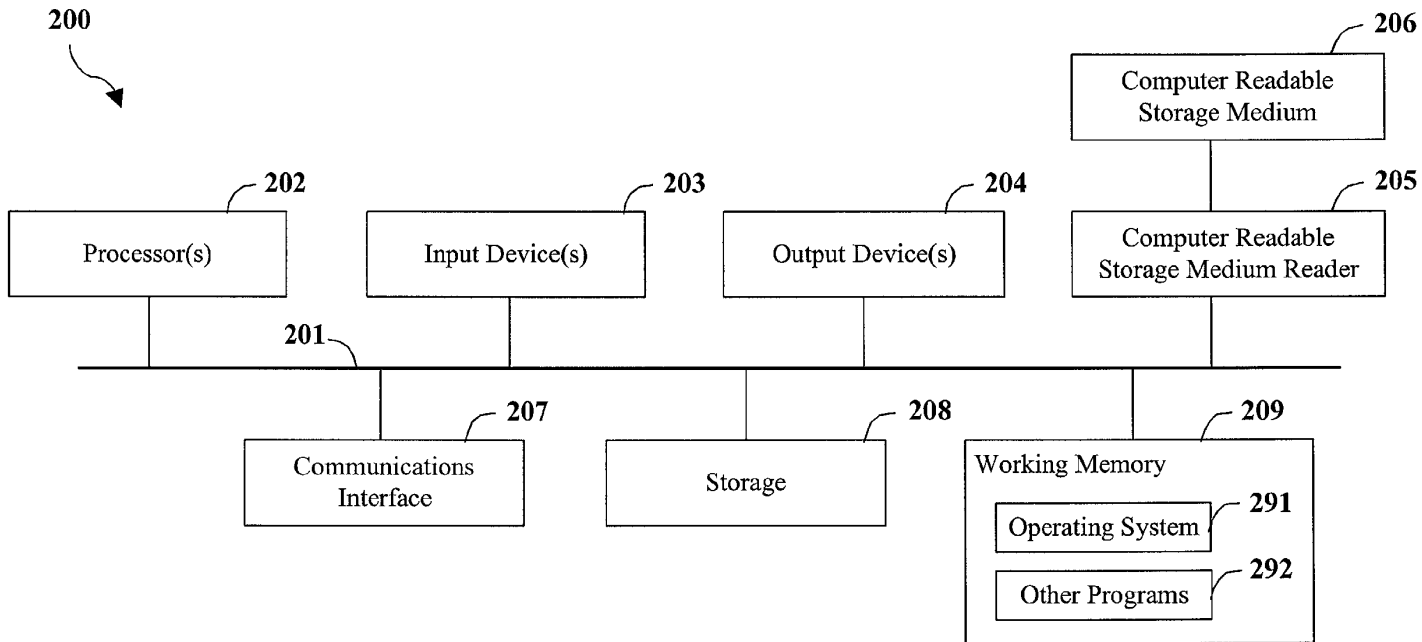 200
206
Computer Readable
Storage Medium
202
203
204
205
Processor(s)
Input Device(s)
Output Device(s)
Computer Readable
Storage Medium Reader
201
207
208
209
Communications
Interface
Storage
Working Memory
291
Operating System
292
Other Programs